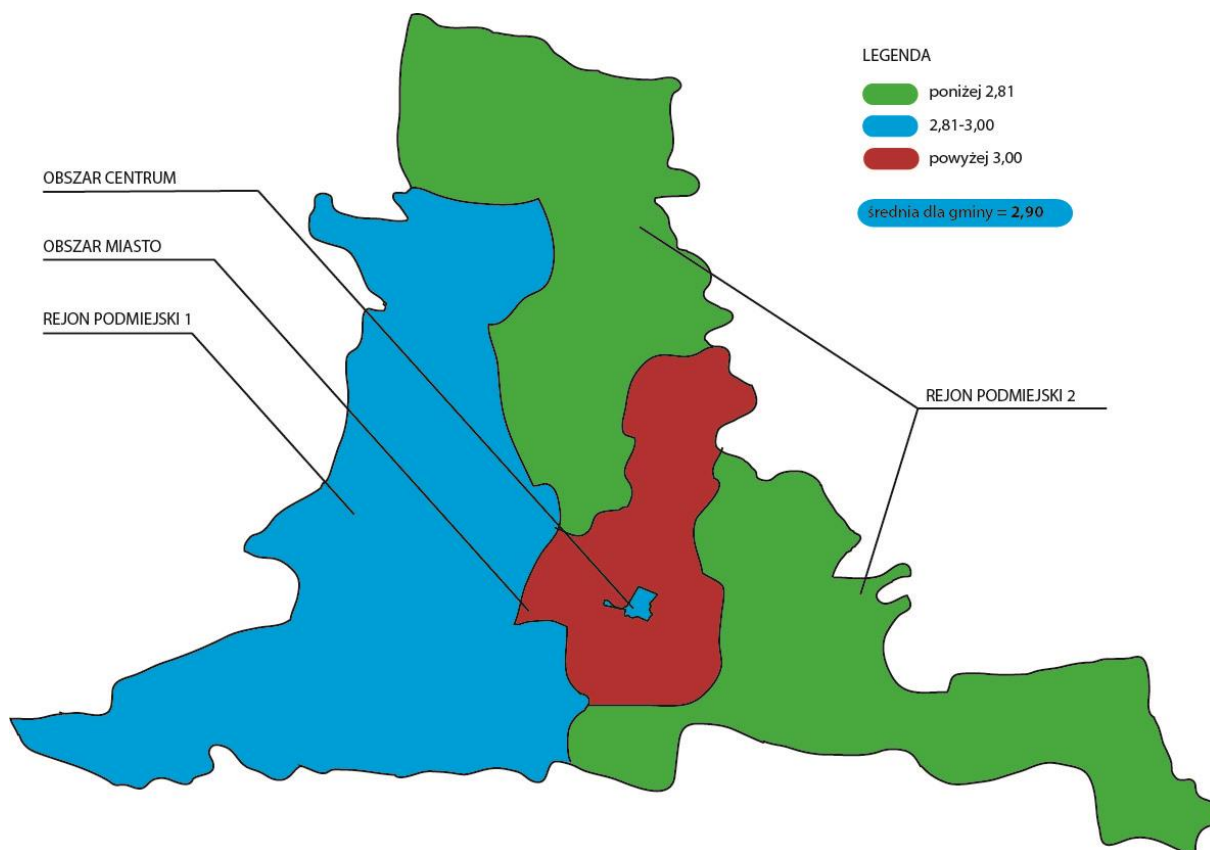 LEGENDA
poniżej 2,81
2,81-3,00
powyżej 3,00
średnia dla gminy = 2,90
OBSZAR CENTRUM
OBSZAR MIASTO
REJON PODMIEJSKI 1
REJON PODMIEJSKI 2